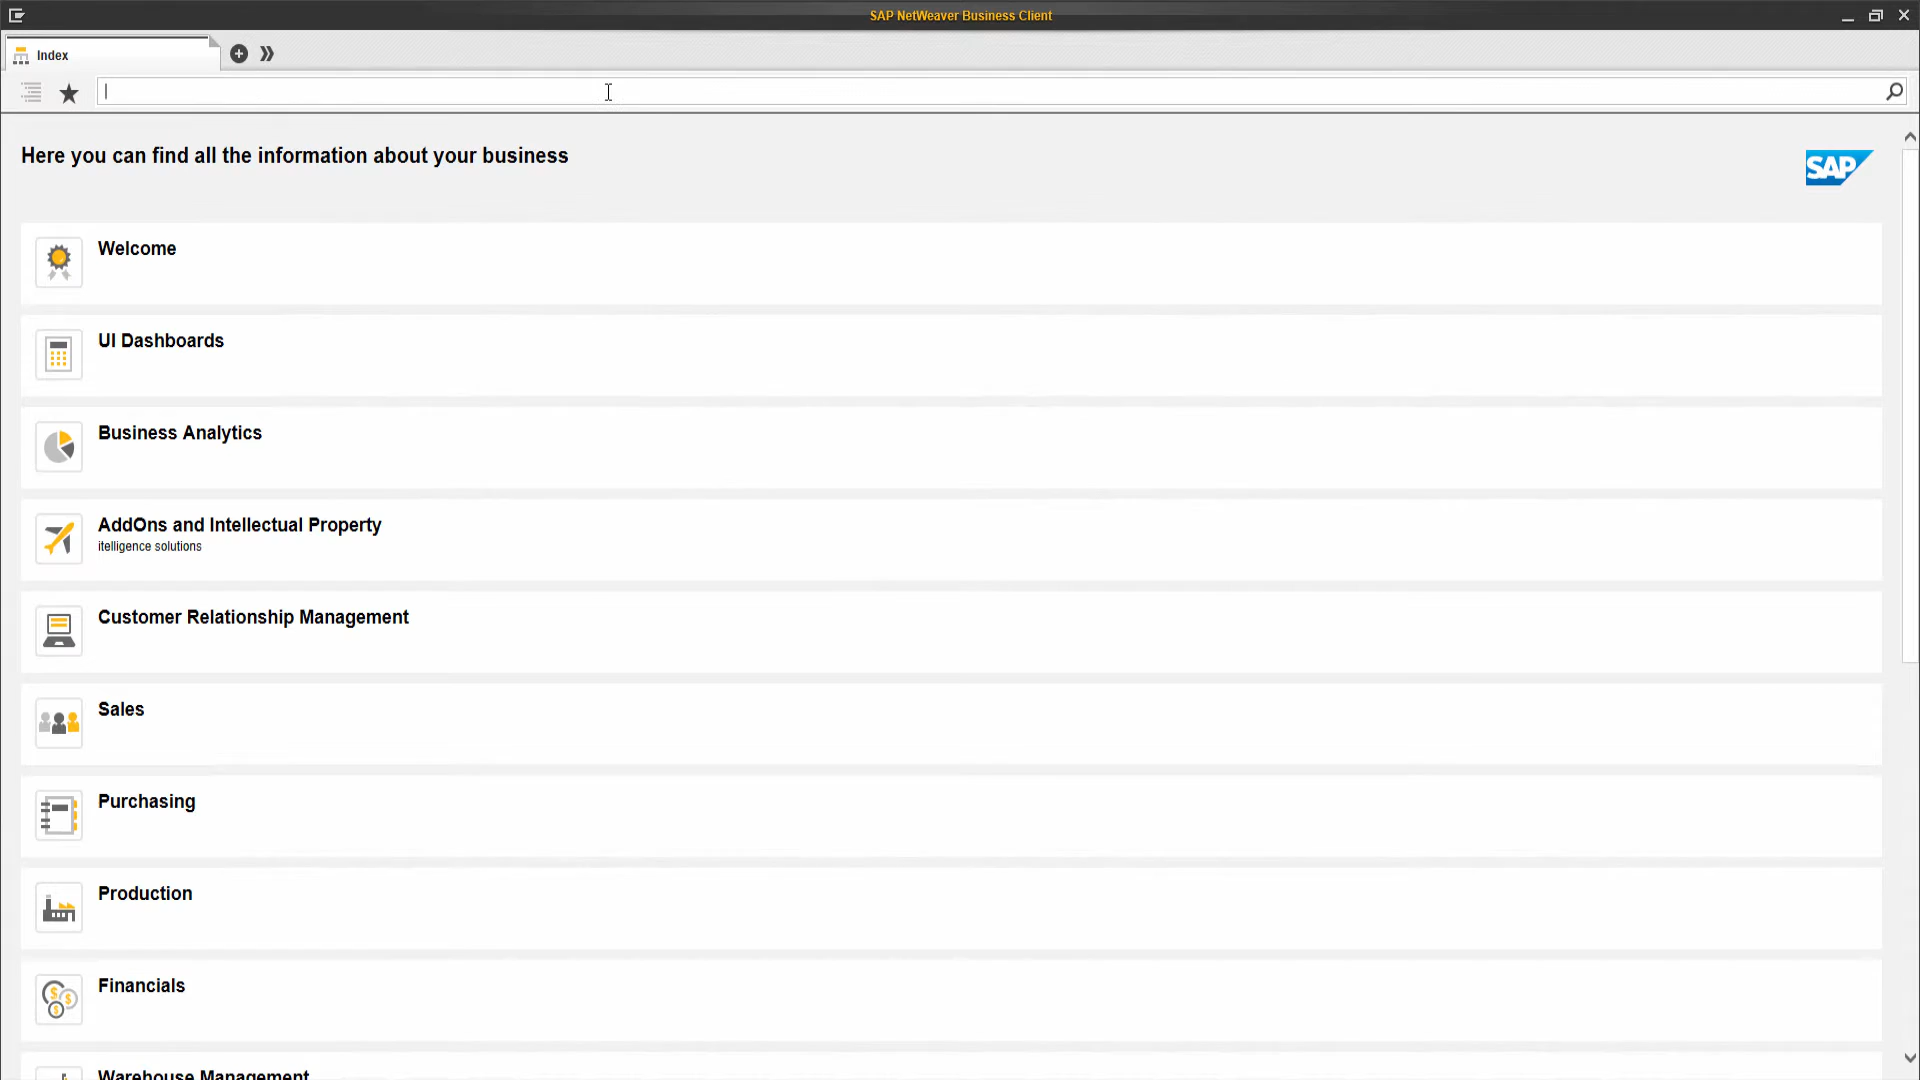 SAP NetWeaver Business Client
Index
Here you can find all the information about your business
SAP
Welcome
UI Dashboards
Business Analytics
AddOns and Intellectual Property
itelligence solutions
Customer Relationship Management
Sales
Purchasing
Production
Financials
Warehouse Management